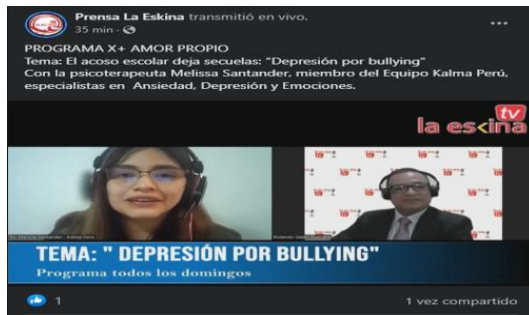 Prensa La Eskina transmitió en vivo.
35 min ·
PROGRAMA X+ AMOR PROPIO
Tema: El acoso escolar deja secuelas: "Depresión por bullying"
Con la psicoterapeuta Melissa Santander, miembro del Equipo Kalma Perú,
especialistas en Ansiedad, Depresión y Emociones.
tv
la eskina
TEMA: " DEPRESIÓN POR BULLYING"
Programa todos los domingos
1
1 vez compartido